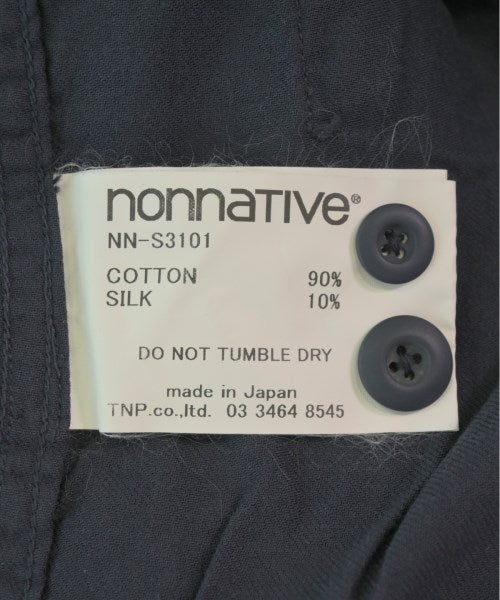 nonnative®
NN-S3101
COTTON 90%
SILK 10%
DO NOT TUMBLE DRY
made in Japan
TNP.co.,ltd. 03 3464 8545